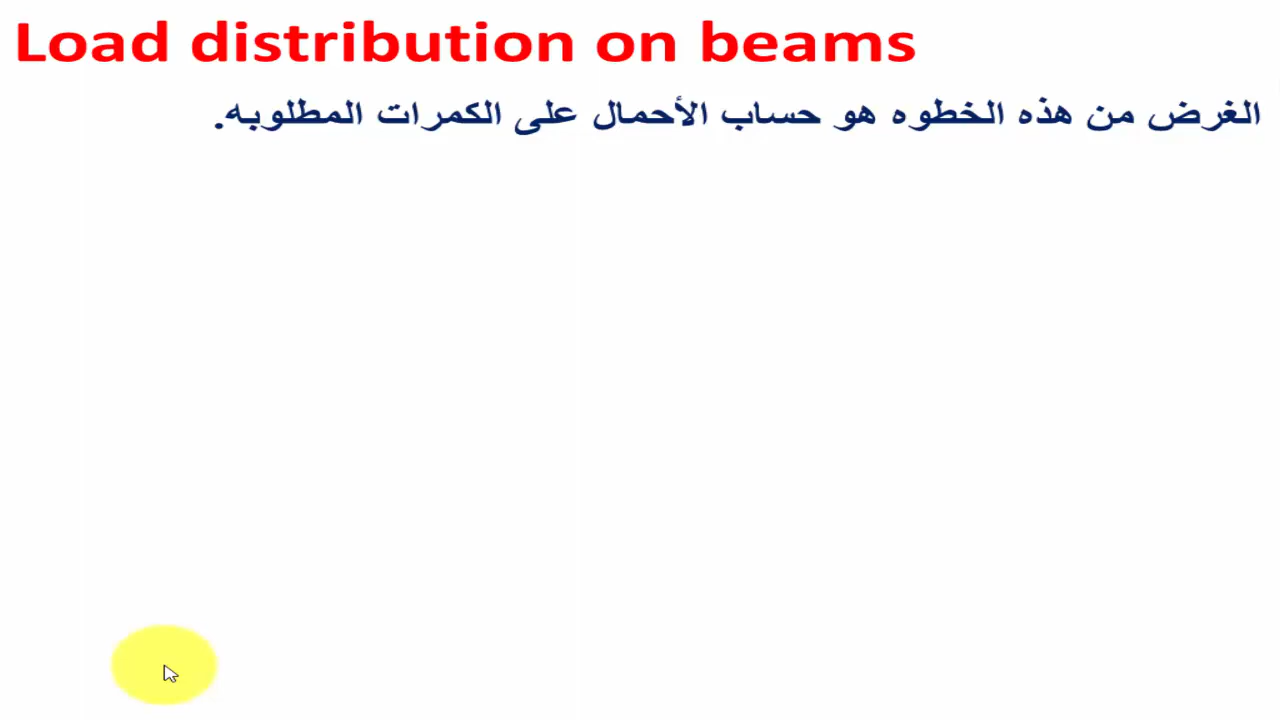 Load distribution on beams
الغرض من هذه الخطوه هو حساب الأحمال على الكمرات المطلوبه.